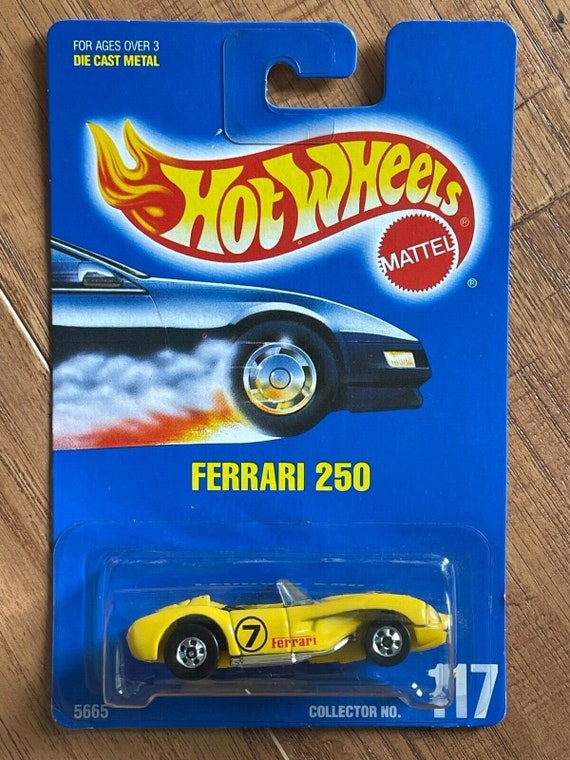 FOR AGES OVER 3
DIE CAST METAL
HOT WHEELS
®
MATTEL
®
FERRARI 250
7
Ferrari
5665
COLLECTOR NO. 117